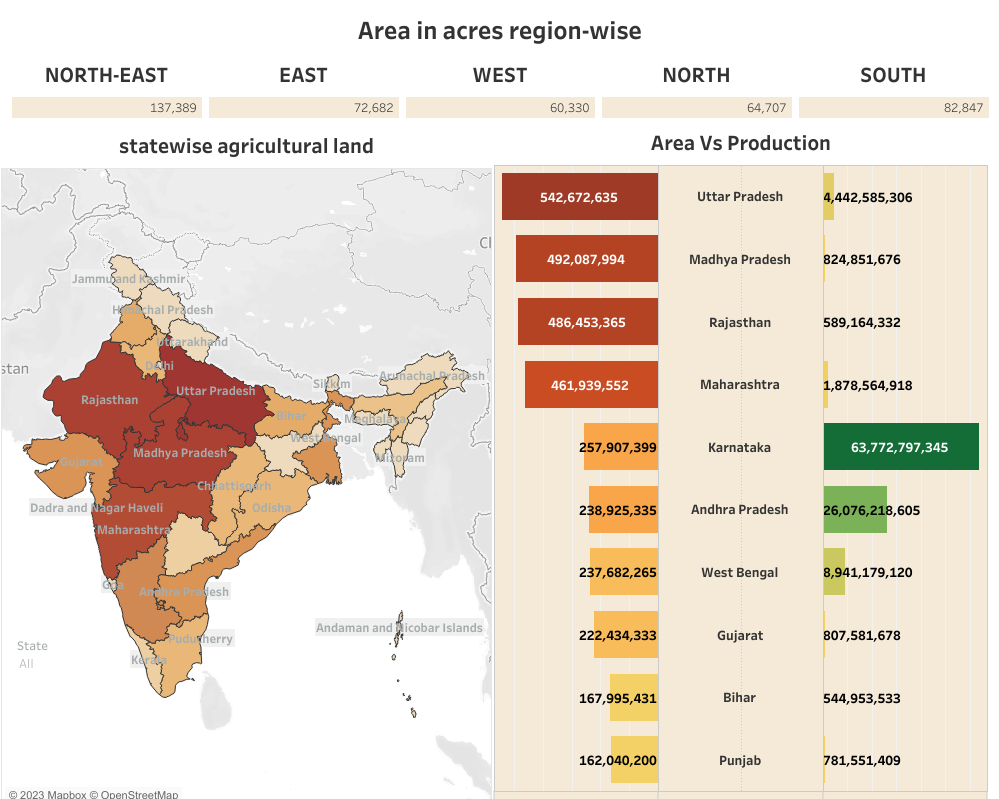 Area in acres region-wise
NORTH-EAST EAST WEST NORTH SOUTH
137,389 72,682 60,330 64,707 82,847
statewise agricultural land
Area Vs Production
Jammu and Kashmir
Himachal Pradesh
Uttarakhand
stan
Delhi
Sikkim
Arunachal Pradesh
Uttar Pradesh
Rajasthan
Bihar
Meghalaya
West Bengal
Madhya Pradesh
Mizoram
Gujarat
Chhattisgarh
Dadra and Nagar Haveli
Odisha
Maharashtra
Goa
Andhra Pradesh
Andaman and Nicobar Islands
Puducherry
Kerala
State
All
© 2023 Mapbox © OpenStreetMap
Ch
542,672,635 Uttar Pradesh 4,442,585,306
492,087,994 Madhya Pradesh 824,851,676
486,453,365 Rajasthan 589,164,332
461,939,552 Maharashtra 1,878,564,918
257,907,399 Karnataka 63,772,797,345
238,925,335 Andhra Pradesh 26,076,218,605
237,682,265 West Bengal 8,941,179,120
222,434,333 Gujarat 807,581,678
167,995,431 Bihar 544,953,533
162,040,200 Punjab 781,551,409